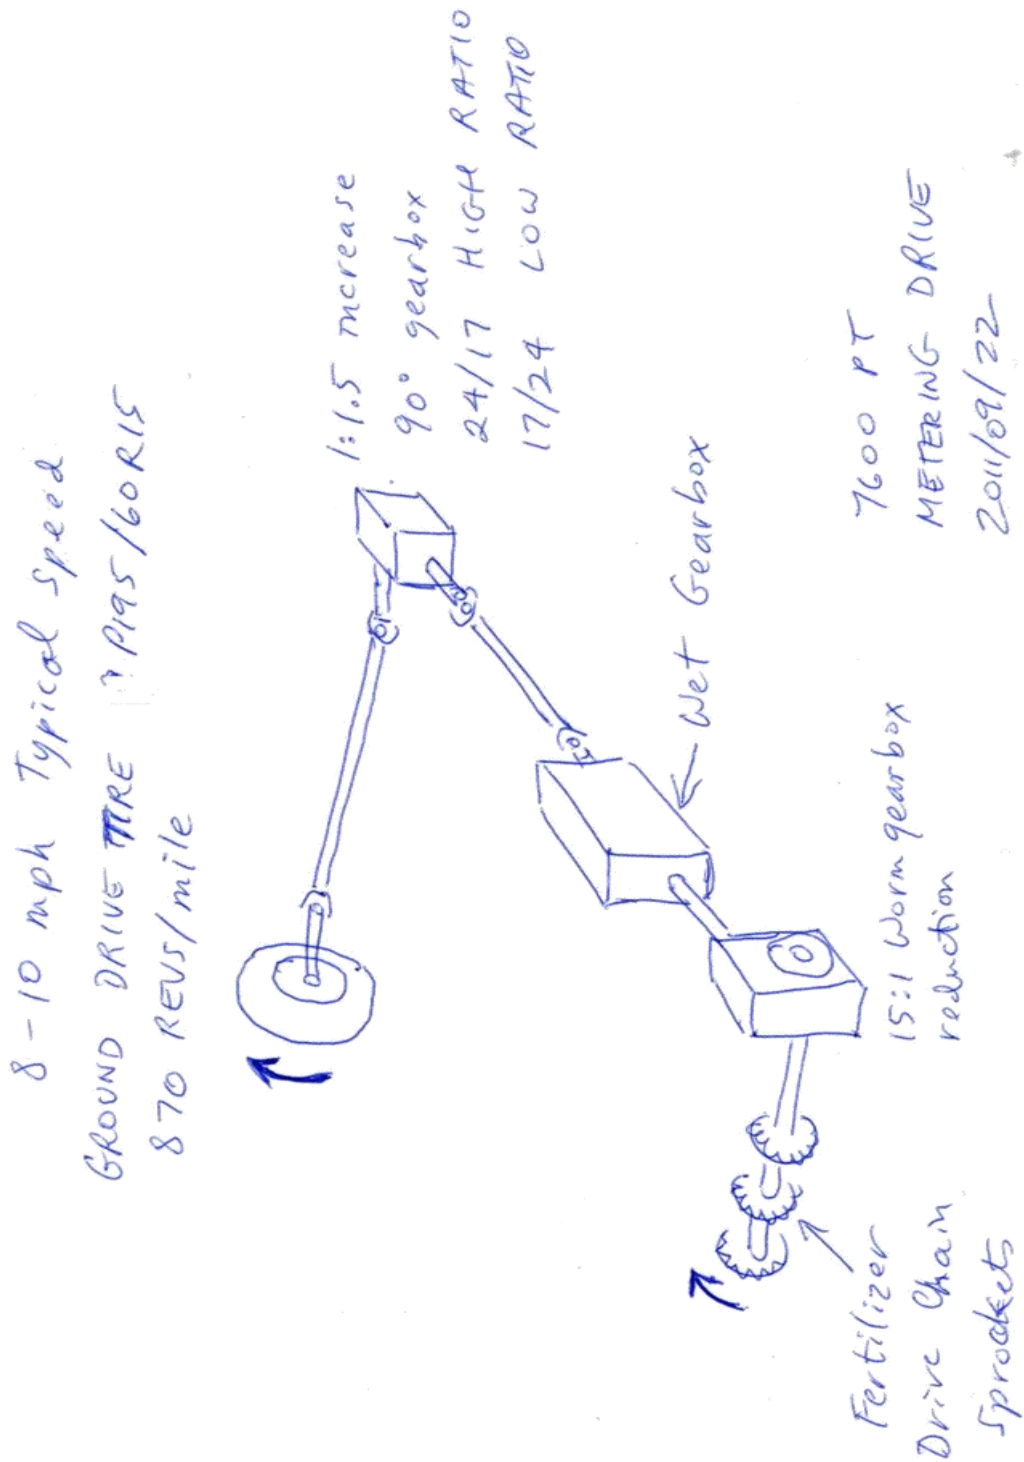 8-10 mph Typical Speed
GROUND DRIVE TIRE ? P195/60R15
870 REVS/mile
1:1.5 increase
90° gearbox
24/17 HIGH RATIO
17/24 LOW RATIO
Wet Gearbox
15:1 Worm gearbox
reduction
Fertilizer
Drive Chain
Sprockets
7600 PT
METERING DRIVE
2011/09/22